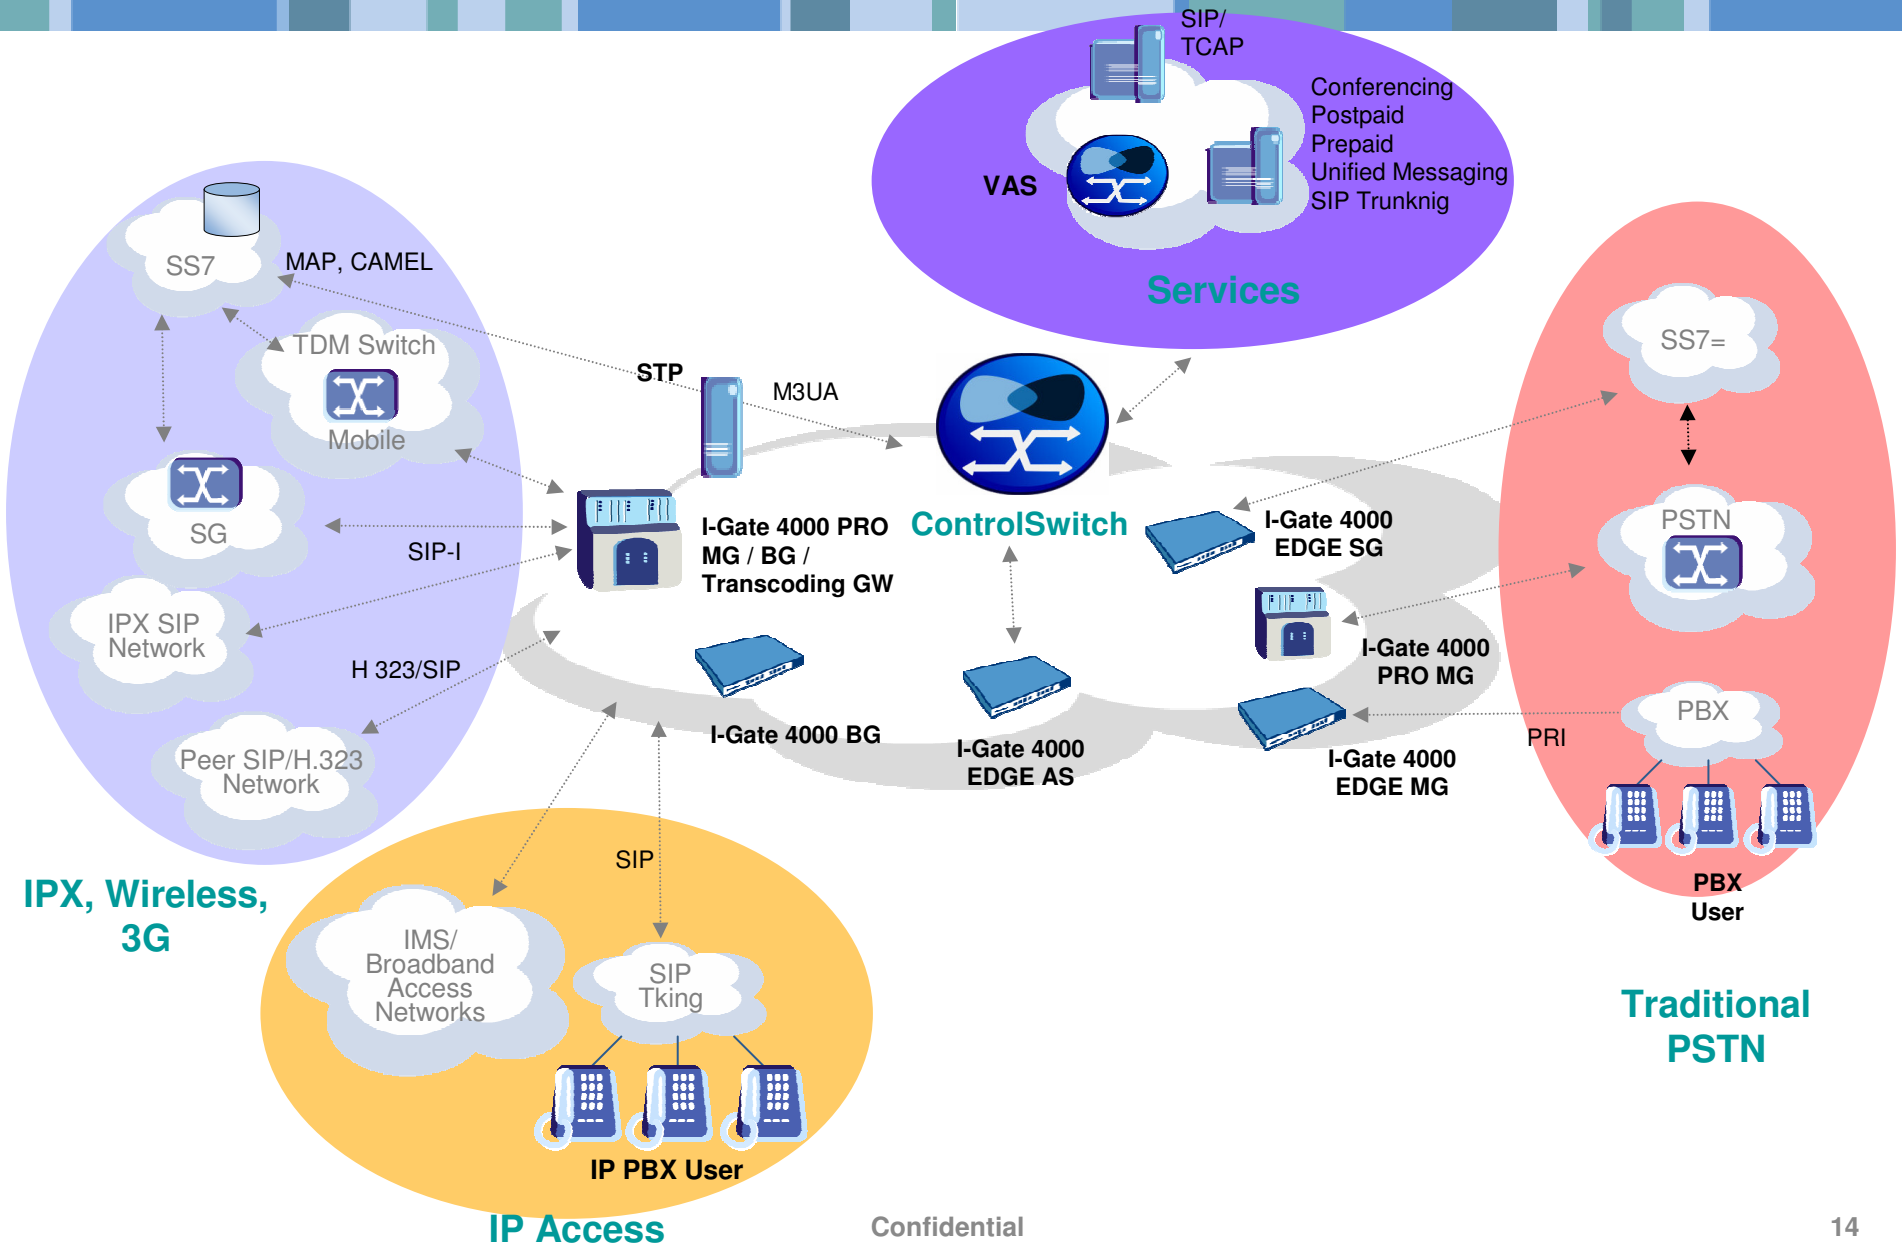 SIP/
TCAP
Conferencing
Postpaid
Prepaid
Unified Messaging
SIP Trunknig
VAS
Services
SS7
MAP, CAMEL
TDM Switch
Mobile
SG
SIP-I
IPX SIP
Network
H 323/SIP
Peer SIP/H.323
Network
IPX, Wireless,
3G
STP
M3UA
I-Gate 4000 PRO
MG / BG /
Transcoding GW
ControlSwitch
I-Gate 4000
EDGE SG
I-Gate 4000
PRO MG
I-Gate 4000 BG
I-Gate 4000
EDGE AS
I-Gate 4000
EDGE MG
SS7=
PSTN
PBX
PRI
PBX
User
Traditional
PSTN
SIP
IMS/
Broadband
Access
Networks
SIP
Tking
IP PBX User
IP Access
Confidential
14